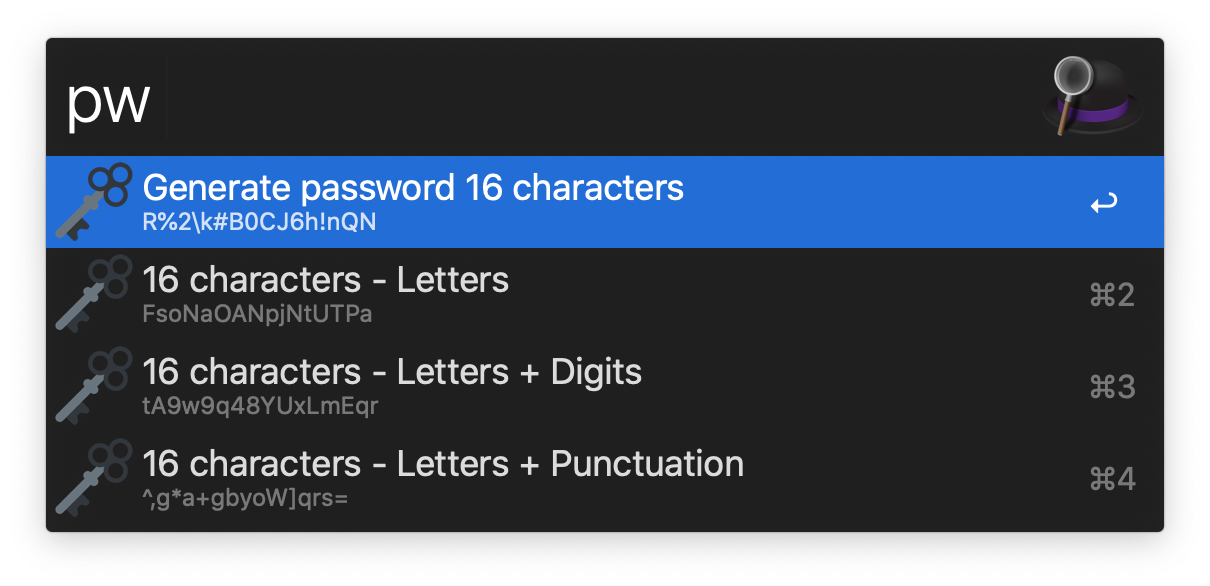 pw
Generate password 16 characters
R%2\k#B0CJ6h!nQN
16 characters - Letters
FsoNaOANpjNtUTPa
⌘2
16 characters - Letters + Digits
tA9w9q48YUxLmEqr
⌘3
16 characters - Letters + Punctuation
^,g*a+gbyoW]qrs=
⌘4